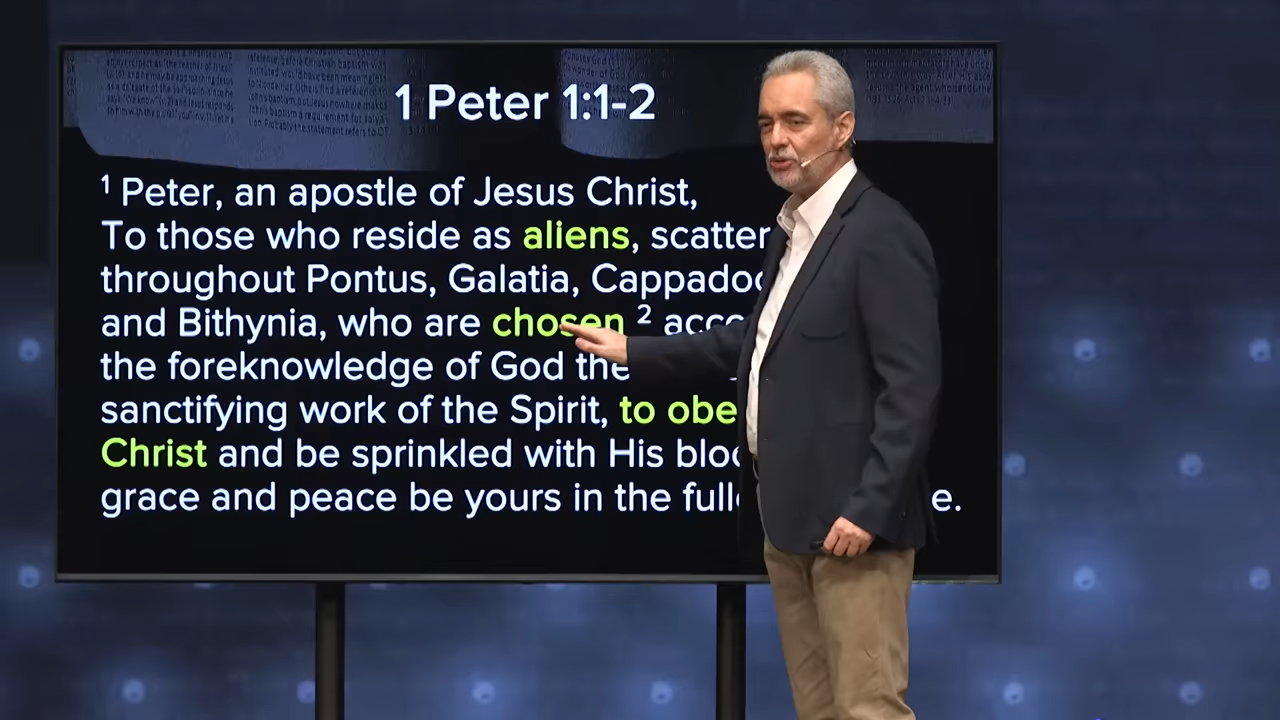 1 Peter 1:1-2
¹ Peter, an apostle of Jesus Christ,
To those who reside as aliens, scatter
throughout Pontus, Galatia, Cappadoc
and Bithynia, who are chosen ² acco
the foreknowledge of God the
sanctifying work of the Spirit, to obe
Christ and be sprinkled with His bloo
grace and peace be yours in the full e.